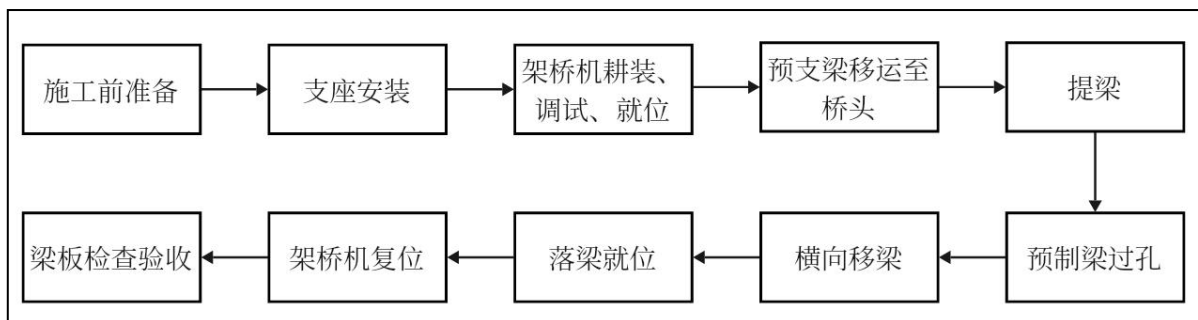 施工前准备
支座安装
架桥机耕装、
调试、就位
预支梁移运至
桥头
提梁
预制梁过孔
横向移梁
落梁就位
架桥机复位
梁板检查验收